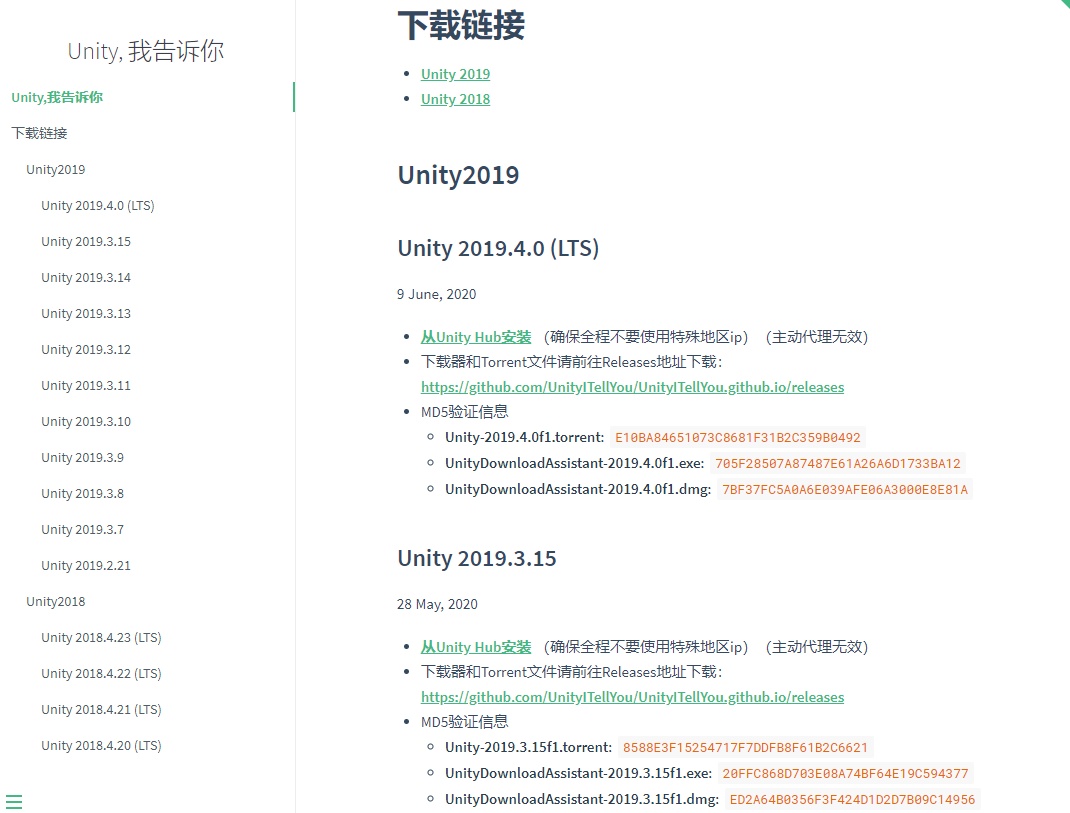 Unity, 我告诉你
Unity,我告诉你
下载链接
Unity2019
Unity 2019.4.0 (LTS)
Unity 2019.3.15
Unity 2019.3.14
Unity 2019.3.13
Unity 2019.3.12
Unity 2019.3.11
Unity 2019.3.10
Unity 2019.3.9
Unity 2019.3.8
Unity 2019.3.7
Unity 2019.2.21
Unity2018
Unity 2018.4.23 (LTS)
Unity 2018.4.22 (LTS)
Unity 2018.4.21 (LTS)
Unity 2018.4.20 (LTS)
下载链接
Unity 2019
Unity 2018
Unity2019
Unity 2019.4.0 (LTS)
9 June, 2020
从Unity Hub安装 （确保全程不要使用特殊地区ip）（主动代理无效）
下载器和Torrent文件请前往Releases地址下载：
https://github.com/UnityITellYou/UnityITellYou.github.io/releases
MD5验证信息
Unity-2019.4.0f1.torrent: E10BA84651073C8681F31B2C359B0492
UnityDownloadAssistant-2019.4.0f1.exe: 705F28507A87487E61A26A6D1733BA12
UnityDownloadAssistant-2019.4.0f1.dmg: 7BF37FC5A0A6E039AFE06A3000E8E81A
Unity 2019.3.15
28 May, 2020
从Unity Hub安装 （确保全程不要使用特殊地区ip）（主动代理无效）
下载器和Torrent文件请前往Releases地址下载：
https://github.com/UnityITellYou/UnityITellYou.github.io/releases
MD5验证信息
Unity-2019.3.15f1.torrent: 8588E3F15254717F7DDFB8F61B2C6621
UnityDownloadAssistant-2019.3.15f1.exe: 20FFC868D703E08A74BF64E19C594377
UnityDownloadAssistant-2019.3.15f1.dmg: ED2A64B0356F3F424D1D2D7B09C14956